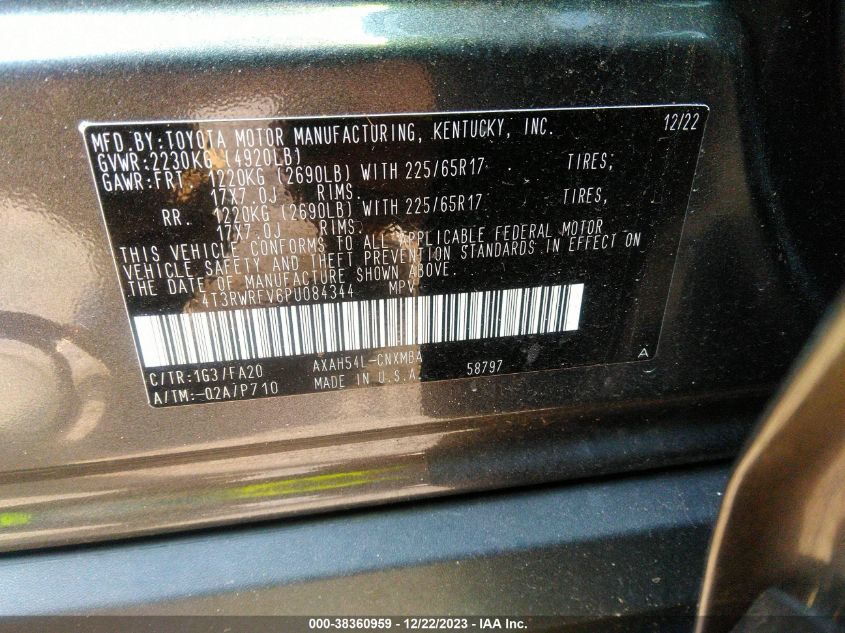 MFD.BY:TOYOTA MOTOR MANUFACTURING, KENTUCKY, INC. 12/22
GVWR:2230KG (4920LB)
GAWR:FRT. 1220KG (2690LB) WITH 225/65R17 TIRES,
17X7.0J RIMS.
RR. 1220KG (2690LB) WITH 225/65R17 TIRES,
17X7.0J RIMS.
THIS VEHICLE CONFORMS TO ALL APPLICABLE FEDERAL MOTOR
VEHICLE SAFETY AND THEFT PREVENTION STANDARDS IN EFFECT ON
THE DATE OF MANUFACTURE SHOWN ABOVE.
4T3RWRFV6PU084344 MPV
C/TR:1G3/FA20 AXAH54L-CNXMBA 58797 A
A/TM:-02A/P710 MADE IN U.S.A.
000-38360959 - 12/22/2023 - IAA Inc.